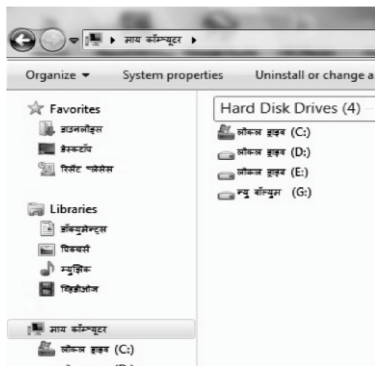 माय कॉम्प्यूटर
Organize System properties Uninstall or change a
Favorites
डाउनलोड्स
डेस्कटॉप
रिसेंट प्लेसेस
Libraries
डॉक्युमेन्ट्स
पिक्चर्स
म्युझिक
व्हिडीओज
माय कॉम्प्यूटर
लोकल ड्राइव (C:)
Hard Disk Drives (4)
लोकल ड्राइव (C:)
लोकल ड्राइव (D:)
लोकल ड्राइव (E:)
न्यु वॉल्युम (G:)